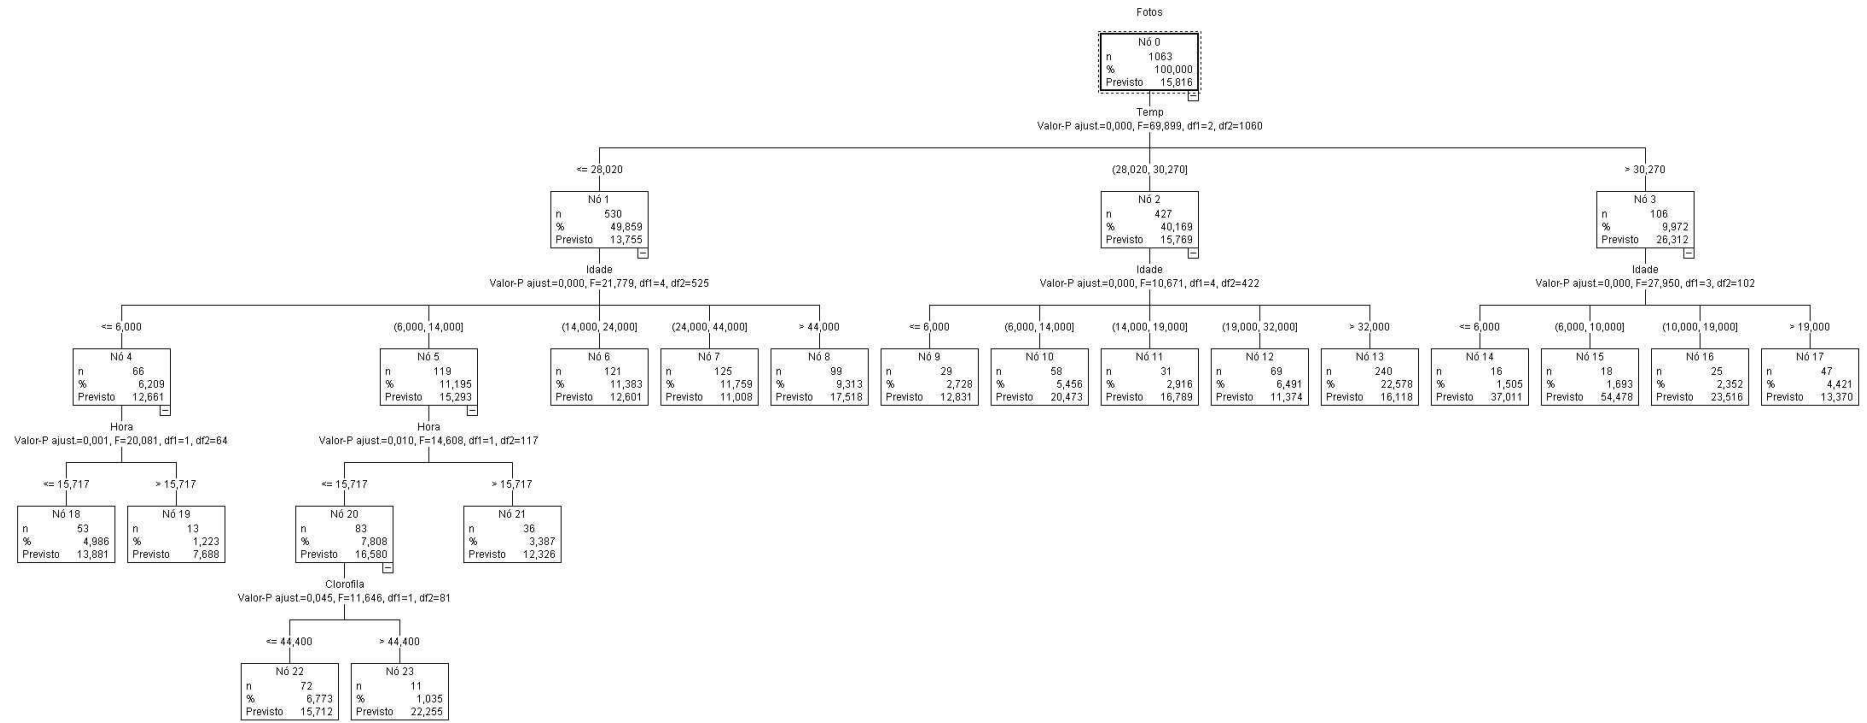 Fotos
Nó 0
n 1063
% 100,000
Previsto 15,816
Temp
Valor-P ajust.=0,000, F=69,899, df1=2, df2=1060
<= 28,020
(28,020, 30,270]
> 30,270
Nó 1
n 530
% 49,859
Previsto 13,755
Nó 2
n 427
% 40,169
Previsto 15,769
Nó 3
n 106
% 9,972
Previsto 26,312
Idade
Valor-P ajust.=0,000, F=21,779, df1=4, df2=525
Idade
Valor-P ajust.=0,000, F=10,671, df1=4, df2=422
Idade
Valor-P ajust.=0,000, F=27,950, df1=3, df2=102
<= 6,000
(6,000, 14,000]
(14,000, 24,000]
(24,000, 44,000]
> 44,000
<= 6,000
(6,000, 14,000]
(14,000, 19,000]
(19,000, 32,000]
> 32,000
<= 6,000
(6,000, 10,000]
(10,000, 19,000]
> 19,000
Nó 4
n 66
% 6,209
Previsto 12,661
Nó 5
n 119
% 11,195
Previsto 15,293
Nó 6
n 121
% 11,383
Previsto 12,601
Nó 7
n 125
% 11,759
Previsto 11,008
Nó 8
n 99
% 9,313
Previsto 17,518
Nó 9
n 29
% 2,728
Previsto 12,831
Nó 10
n 58
% 5,456
Previsto 20,473
Nó 11
n 31
% 2,916
Previsto 16,789
Nó 12
n 69
% 6,491
Previsto 11,374
Nó 13
n 240
% 22,578
Previsto 16,118
Nó 14
n 16
% 1,505
Previsto 37,011
Nó 15
n 18
% 1,693
Previsto 54,478
Nó 16
n 25
% 2,352
Previsto 23,516
Nó 17
n 47
% 4,421
Previsto 13,370
Hora
Valor-P ajust.=0,001, F=20,081, df1=1, df2=64
Hora
Valor-P ajust.=0,010, F=14,608, df1=1, df2=117
<= 15,717
> 15,717
<= 15,717
> 15,717
Nó 18
n 53
% 4,986
Previsto 13,881
Nó 19
n 13
% 1,223
Previsto 7,688
Nó 20
n 83
% 7,808
Previsto 16,580
Nó 21
n 36
% 3,387
Previsto 12,326
Clorofila
Valor-P ajust.=0,045, F=11,646, df1=1, df2=81
<= 44,400
> 44,400
Nó 22
n 72
% 6,773
Previsto 15,712
Nó 23
n 11
% 1,035
Previsto 22,255